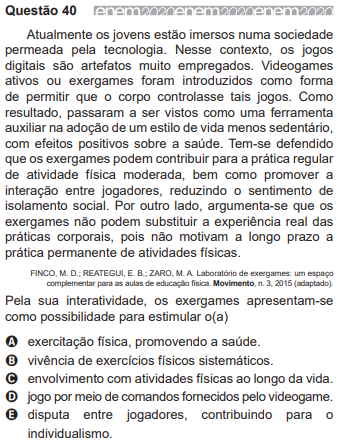 Questão 40 enem2020enem2020enem2020
Atualmente os jovens estão imersos numa sociedade
permeada pela tecnologia. Nesse contexto, os jogos
digitais são artefatos muito empregados. Videogames
ativos ou exergames foram introduzidos como forma
de permitir que o corpo controlasse tais jogos. Como
resultado, passaram a ser vistos como uma ferramenta
auxiliar na adoção de um estilo de vida menos sedentário,
com efeitos positivos sobre a saúde. Tem-se defendido
que os exergames podem contribuir para a prática regular
de atividade física moderada, bem como promover a
interação entre jogadores, reduzindo o sentimento de
isolamento social. Por outro lado, argumenta-se que os
exergames não podem substituir a experiência real das
práticas corporais, pois não motivam a longo prazo a
prática permanente de atividades físicas.
FINCO, M. D.; REATEGUI, E. B.; ZARO, M. A. Laboratório de exergames: um espaço
complementar para as aulas de educação física. Movimento, n. 3, 2015 (adaptado).
Pela sua interatividade, os exergames apresentam-se
como possibilidade para estimular o(a)
A exercitação física, promovendo a saúde.
B vivência de exercícios físicos sistemáticos.
C envolvimento com atividades físicas ao longo da vida.
D jogo por meio de comandos fornecidos pelo videogame.
E disputa entre jogadores, contribuindo para o
individualismo.